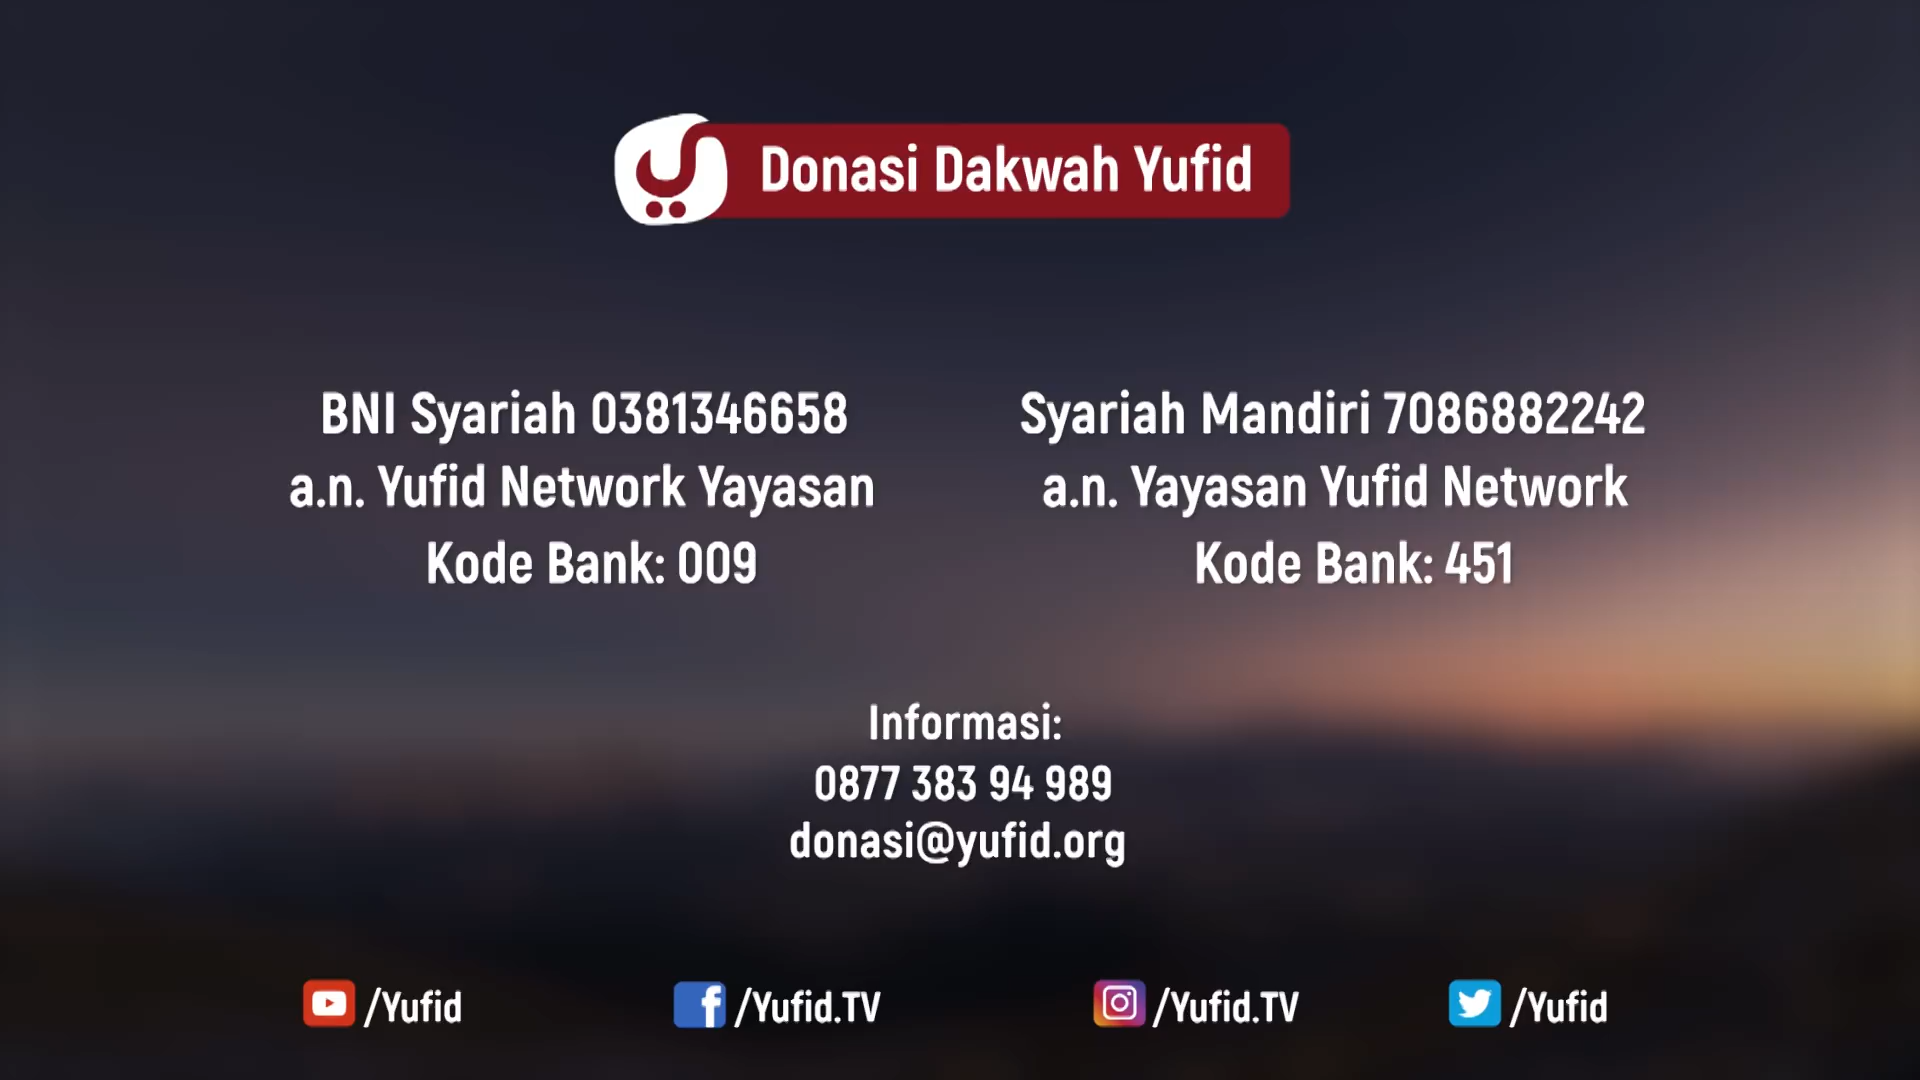 Donasi Dakwah Yufid
BNI Syariah 0381346658
a.n. Yufid Network Yayasan
Kode Bank: 009
Syariah Mandiri 7086882242
a.n. Yayasan Yufid Network
Kode Bank: 451
Informasi:
0877 383 94 989
donasi@yufid.org
/Yufid
/Yufid.TV
/Yufid.TV
/Yufid